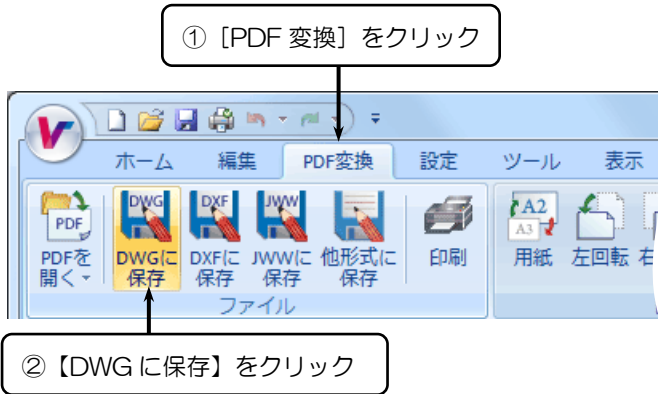 ① ［PDF 変換］をクリック
ホーム 編集 PDF変換 設定 ツール 表示
PDF DWG DXF JWW A2 A3
PDFを開く DWGに保存 DXFに保存 JWWに保存 他形式に保存 印刷 用紙 左回転 右
ファイル
② 【DWG に保存】をクリック